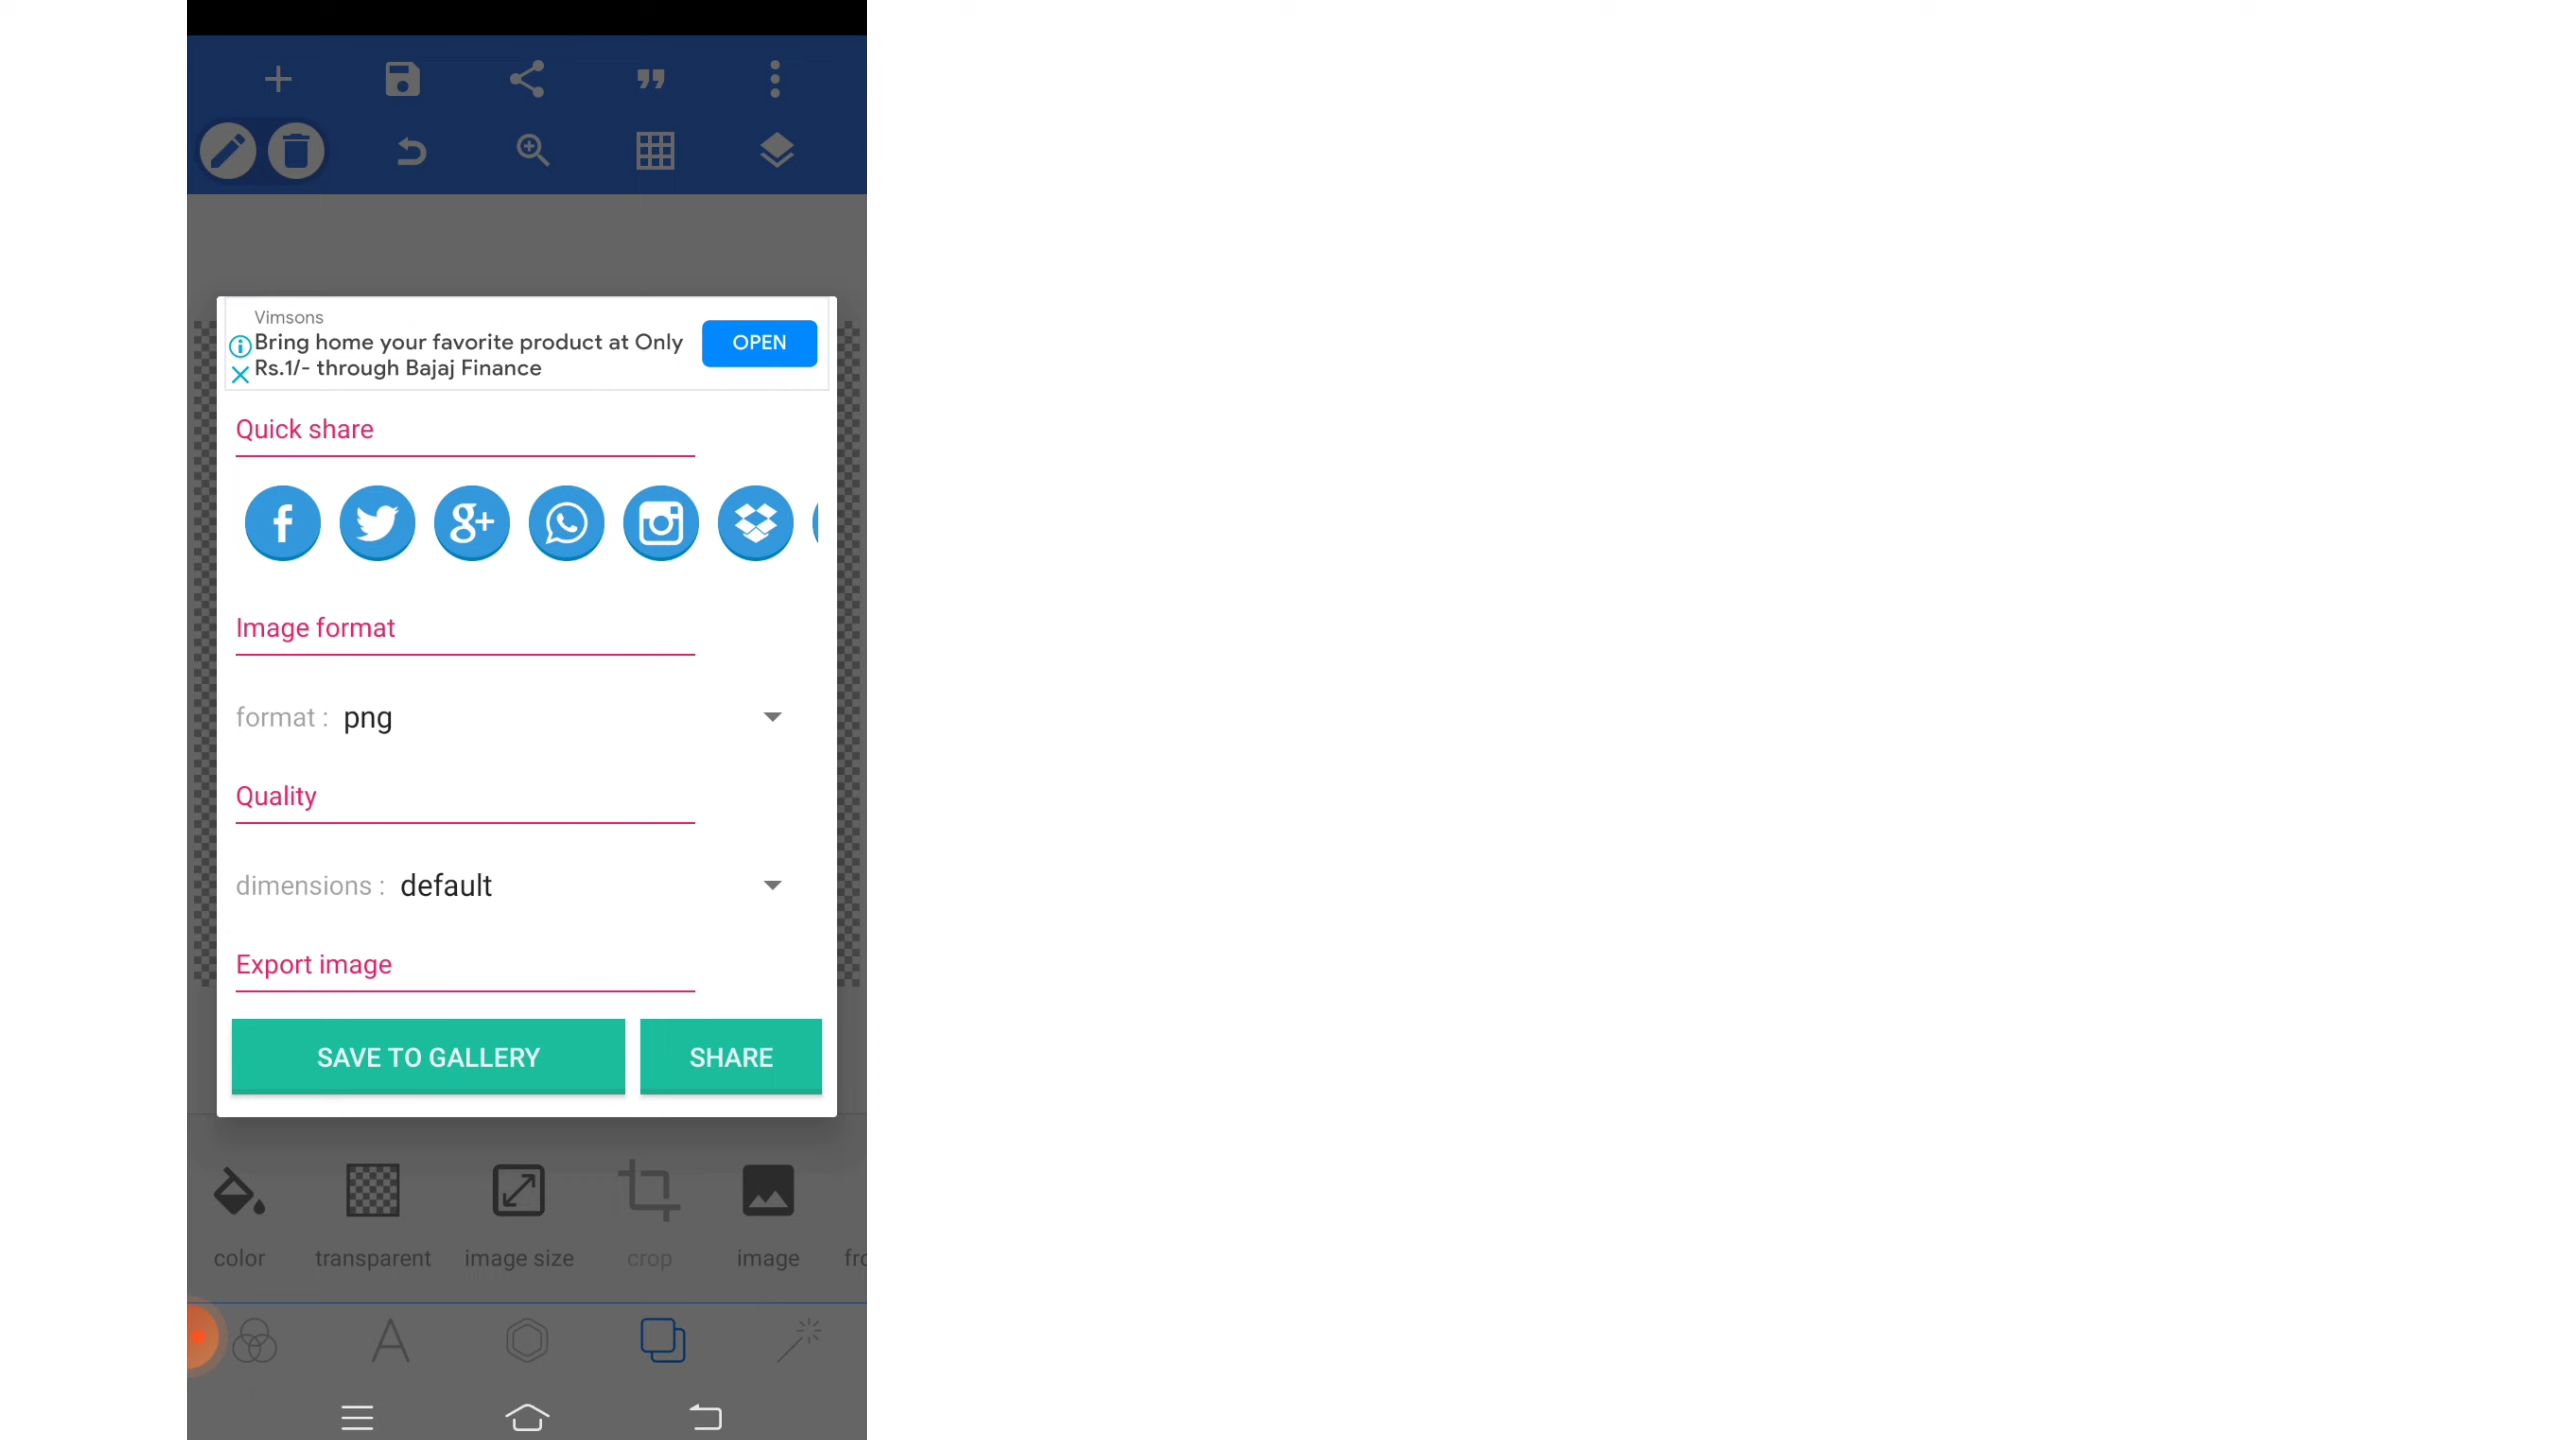 Vimsons
Bring home your favorite product at Only
Rs.1/- through Bajaj Finance
OPEN
Quick share
Image format
format : png
Quality
dimensions : default
Export image
SAVE TO GALLERY SHARE
color transparent image size crop image fro